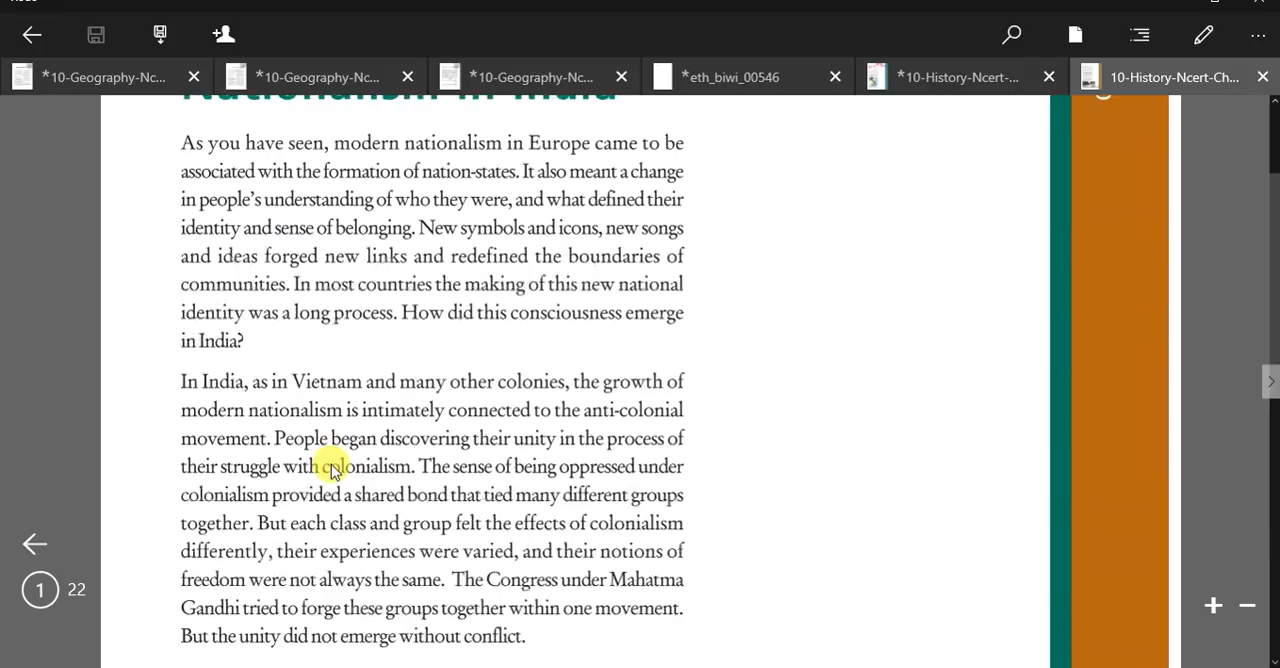 *10-Geography-Nc... *10-Geography-Nc... *10-Geography-Nc... *eth_biwi_00546 *10-History-Ncert-... 10-History-Ncert-Ch...
Nationalism in India
As you have seen, modern nationalism in Europe came to be
associated with the formation of nation-states. It also meant a change
in people's understanding of who they were, and what defined their
identity and sense of belonging. New symbols and icons, new songs
and ideas forged new links and redefined the boundaries of
communities. In most countries the making of this new national
identity was a long process. How did this consciousness emerge
in India?
In India, as in Vietnam and many other colonies, the growth of
modern nationalism is intimately connected to the anti-colonial
movement. People began discovering their unity in the process of
their struggle with colonialism. The sense of being oppressed under
colonialism provided a shared bond that tied many different groups
together. But each class and group felt the effects of colonialism
differently, their experiences were varied, and their notions of
freedom were not always the same. The Congress under Mahatma
Gandhi tried to forge these groups together within one movement.
But the unity did not emerge without conflict.
1 22